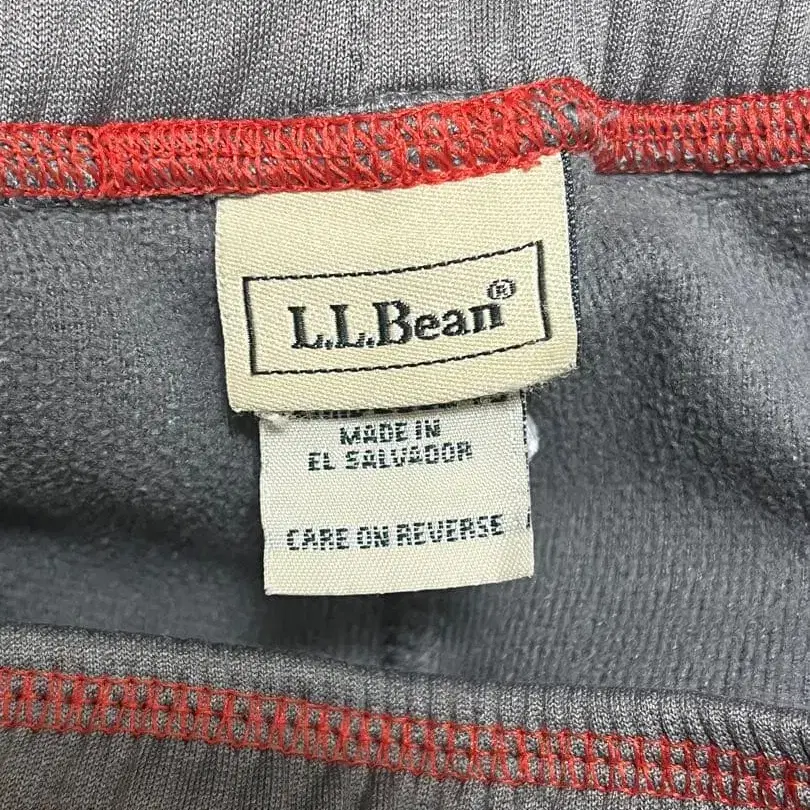 L.L.Bean®
MADE IN
EL SALVADOR
CARE ON REVERSE